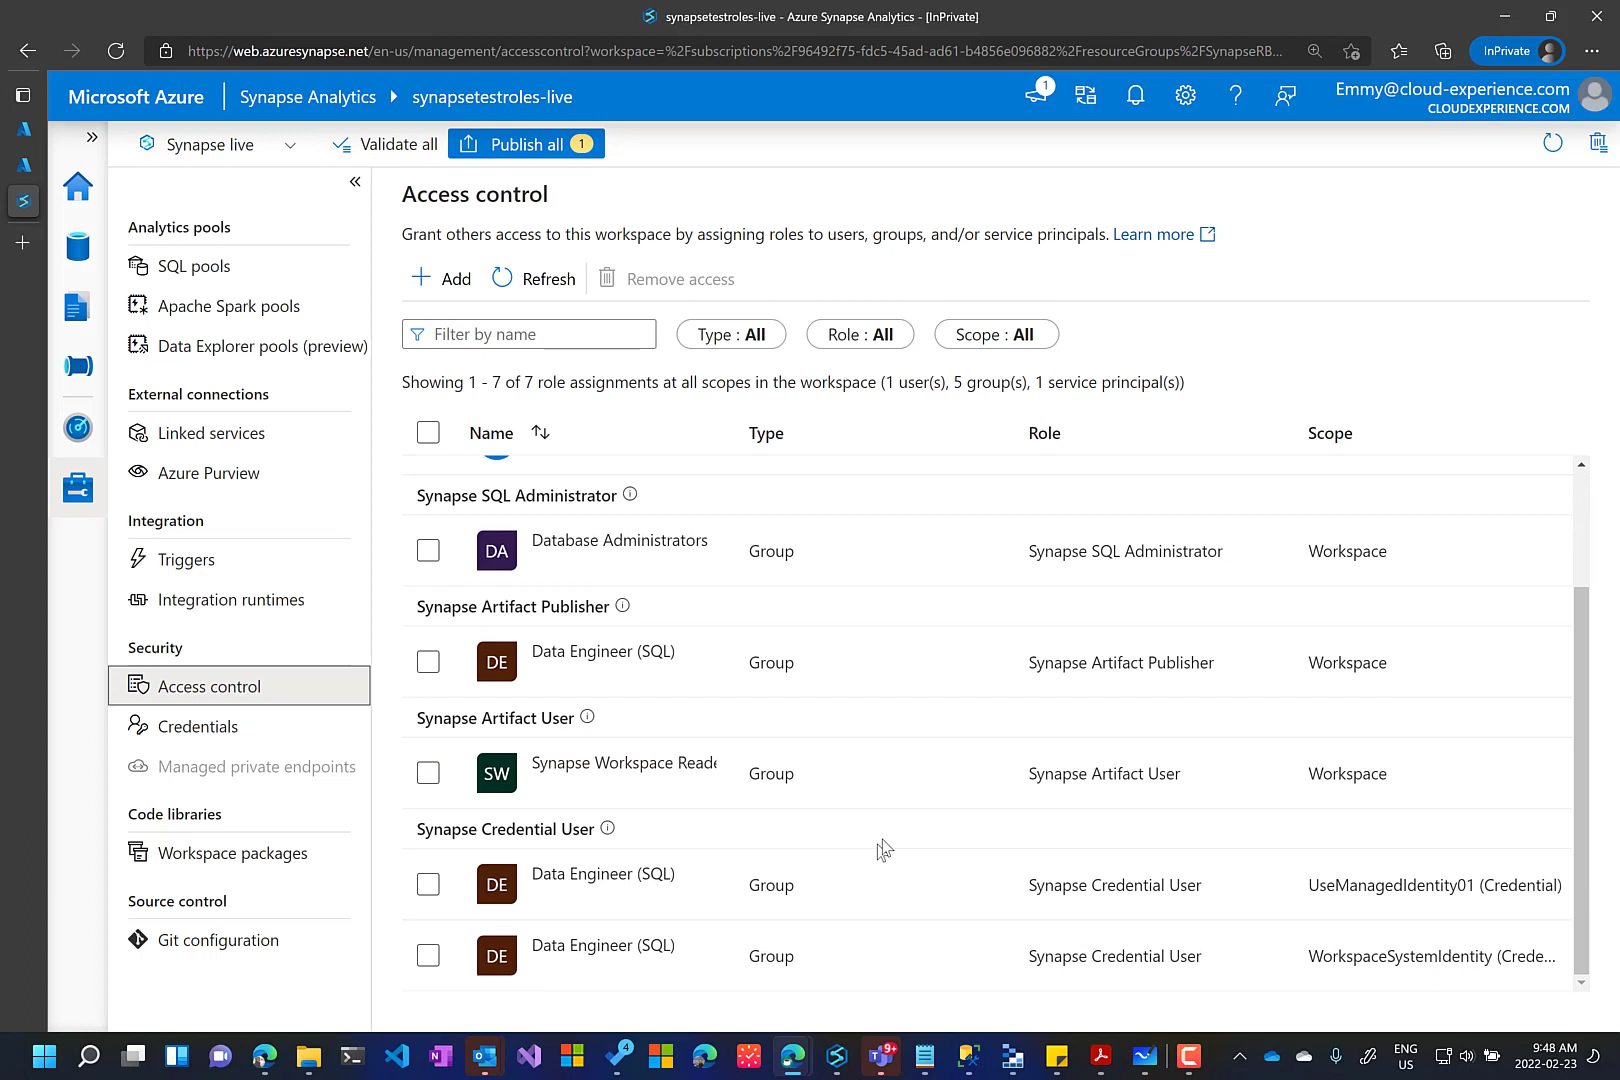 synapsetestroles-live - Azure Synapse Analytics - [InPrivate]
https://web.azuresynapse.net/en-us/management/accesscontrol?workspace=%2Fsubscriptions%2F96492f75-fdc5-45ad-ad61-b4856e096882%2FresourceGroups%2FSynapseRB...
InPrivate
Microsoft Azure
Synapse Analytics
synapsetestroles-live
1
Emmy@cloud-experience.com
CLOUDEXPERIENCE.COM
Synapse live
Validate all
Publish all 1
Analytics pools
SQL pools
Apache Spark pools
Data Explorer pools (preview)
External connections
Linked services
Azure Purview
Integration
Triggers
Integration runtimes
Security
Access control
Credentials
Managed private endpoints
Code libraries
Workspace packages
Source control
Git configuration
Access control
Grant others access to this workspace by assigning roles to users, groups, and/or service principals. Learn more
Add
Refresh
Remove access
Filter by name
Type : All
Role : All
Scope : All
Showing 1 - 7 of 7 role assignments at all scopes in the workspace (1 user(s), 5 group(s), 1 service principal(s))
Name Type Role Scope
Synapse SQL Administrator
DA Database Administrators Group Synapse SQL Administrator Workspace
Synapse Artifact Publisher
DE Data Engineer (SQL) Group Synapse Artifact Publisher Workspace
Synapse Artifact User
SW Synapse Workspace Reade Group Synapse Artifact User Workspace
Synapse Credential User
DE Data Engineer (SQL) Group Synapse Credential User UseManagedIdentity01 (Credential)
DE Data Engineer (SQL) Group Synapse Credential User WorkspaceSystemIdentity (Crede...
4
9+
ENG
US
9:48 AM
2022-02-23